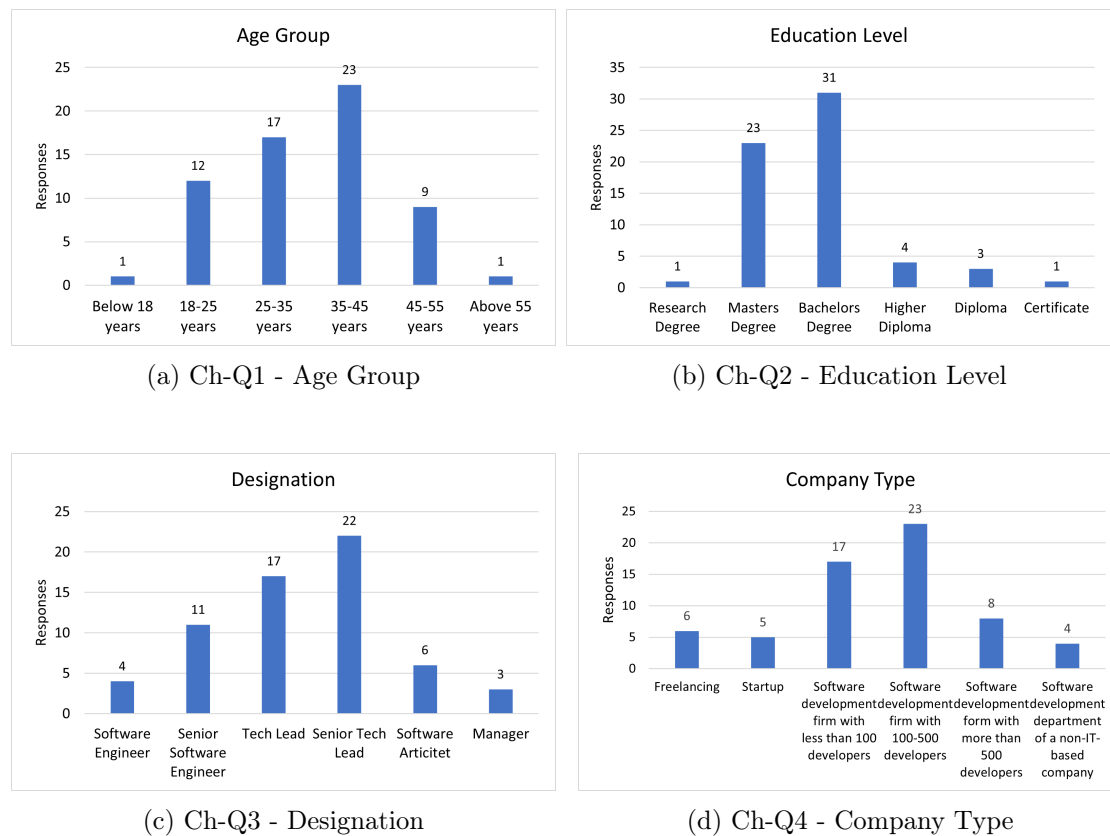 Age Group
25
20
15
10
5
0
Responses
1
12
17
23
9
1
Below 18 years
18-25 years
25-35 years
35-45 years
45-55 years
Above 55 years
(a) Ch-Q1 - Age Group
Education Level
35
30
25
20
15
10
5
0
Responses
1
23
31
4
3
1
Research Degree
Masters Degree
Bachelors Degree
Higher Diploma
Diploma
Certificate
(b) Ch-Q2 - Education Level
Designation
25
20
15
10
5
0
Responses
4
11
17
22
6
3
Software Engineer
Senior Software Engineer
Tech Lead
Senior Tech Lead
Software Articitet
Manager
(c) Ch-Q3 - Designation
Company Type
25
20
15
10
5
0
Responses
6
5
17
23
8
4
Freelancing
Startup
Software development firm with less than 100 developers
Software development firm with 100-500 developers
Software development form with more than 500 developers
Software development department of a non-IT-based company
(d) Ch-Q4 - Company Type